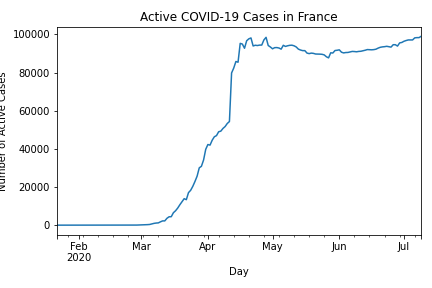 Active COVID-19 Cases in France
Number of Active Cases
100000
80000
60000
40000
20000
0
Feb Mar Apr May Jun Jul
2020
Day